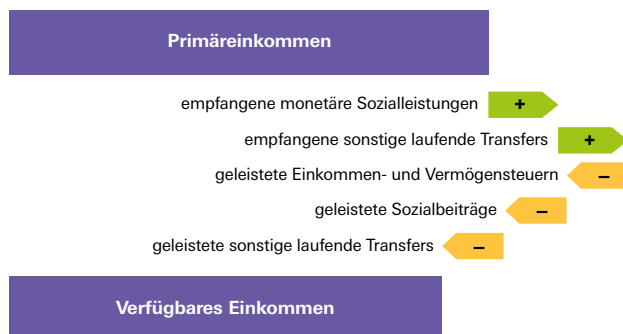 Primäreinkommen
empfangene monetäre Sozialleistungen +
empfangene sonstige laufende Transfers +
geleistete Einkommen- und Vermögensteuern –
geleistete Sozialbeiträge –
geleistete sonstige laufende Transfers –
Verfügbares Einkommen